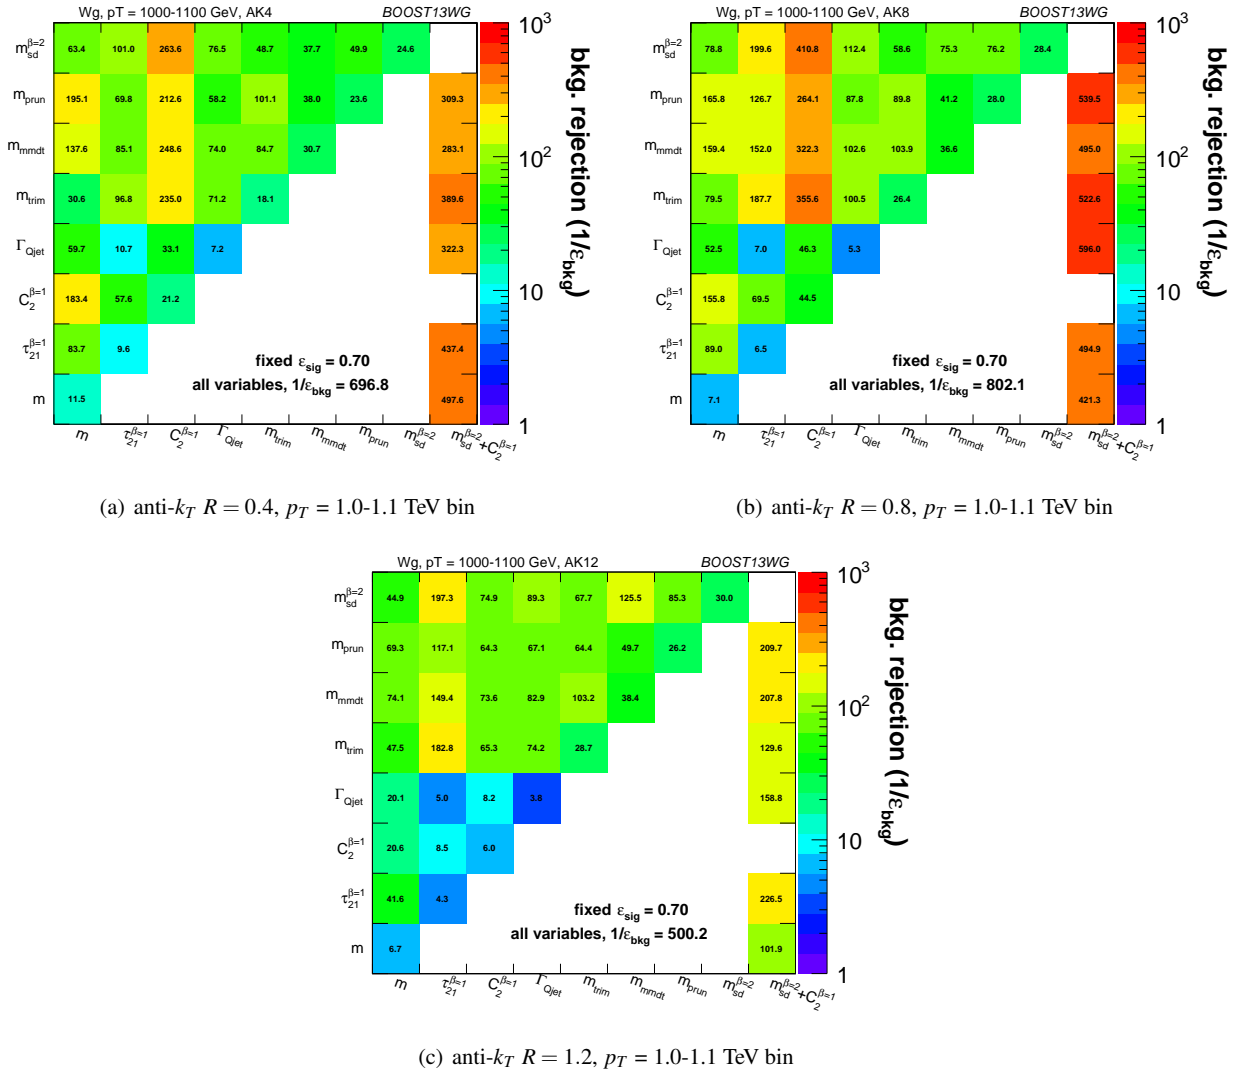 Wg, pT = 1000-1100 GeV, AK4 BOOST13WG
m_sd^β=2 63.4 101.0 263.6 76.5 48.7 37.7 49.9 24.6
m_prun 195.1 69.8 212.6 58.2 101.1 38.0 23.6 309.3
m_mmdt 137.6 85.1 248.6 74.0 84.7 30.7 283.1
m_trim 30.6 96.8 235.0 71.2 18.1 389.6
Γ_Qjet 59.7 10.7 33.1 7.2 322.3
C_2^β=1 183.4 57.6 21.2
τ_21^β=1 83.7 9.6 437.4
m 11.5 497.6
fixed ε_sig = 0.70
all variables, 1/ε_bkg = 696.8
m τ_21^β=1 C_2^β=1 Γ_Qjet m_trim m_mmdt m_prun m_sd^β=2 m_sd^β=2+C_2^β=1
10^3
10^2
10
1
bkg. rejection (1/ε_bkg)
(a) anti-k_T R = 0.4, p_T = 1.0-1.1 TeV bin
Wg, pT = 1000-1100 GeV, AK8 BOOST13WG
m_sd^β=2 78.8 199.6 410.8 112.4 58.6 75.3 76.2 28.4
m_prun 165.8 126.7 264.1 87.8 89.8 41.2 28.0 539.5
m_mmdt 159.4 152.0 322.3 102.6 103.9 36.6 495.0
m_trim 79.5 187.7 355.6 100.5 26.4 522.6
Γ_Qjet 52.5 7.0 46.3 5.3 596.0
C_2^β=1 155.8 69.5 44.5
τ_21^β=1 89.0 6.5 494.9
m 7.1 421.3
fixed ε_sig = 0.70
all variables, 1/ε_bkg = 802.1
m τ_21^β=1 C_2^β=1 Γ_Qjet m_trim m_mmdt m_prun m_sd^β=2 m_sd^β=2+C_2^β=1
10^3
10^2
10
1
bkg. rejection (1/ε_bkg)
(b) anti-k_T R = 0.8, p_T = 1.0-1.1 TeV bin
Wg, pT = 1000-1100 GeV, AK12 BOOST13WG
m_sd^β=2 44.9 197.3 74.9 89.3 67.7 125.5 85.3 30.0
m_prun 69.3 117.1 64.3 67.1 64.4 49.7 26.2 209.7
m_mmdt 74.1 149.4 73.6 82.9 103.2 38.4 207.8
m_trim 47.5 182.8 65.3 74.2 28.7 129.6
Γ_Qjet 20.1 5.0 8.2 3.8 158.8
C_2^β=1 20.6 8.5 6.0
τ_21^β=1 41.6 4.3 226.5
m 6.7 101.9
fixed ε_sig = 0.70
all variables, 1/ε_bkg = 500.2
m τ_21^β=1 C_2^β=1 Γ_Qjet m_trim m_mmdt m_prun m_sd^β=2 m_sd^β=2+C_2^β=1
10^3
10^2
10
1
bkg. rejection (1/ε_bkg)
(c) anti-k_T R = 1.2, p_T = 1.0-1.1 TeV bin